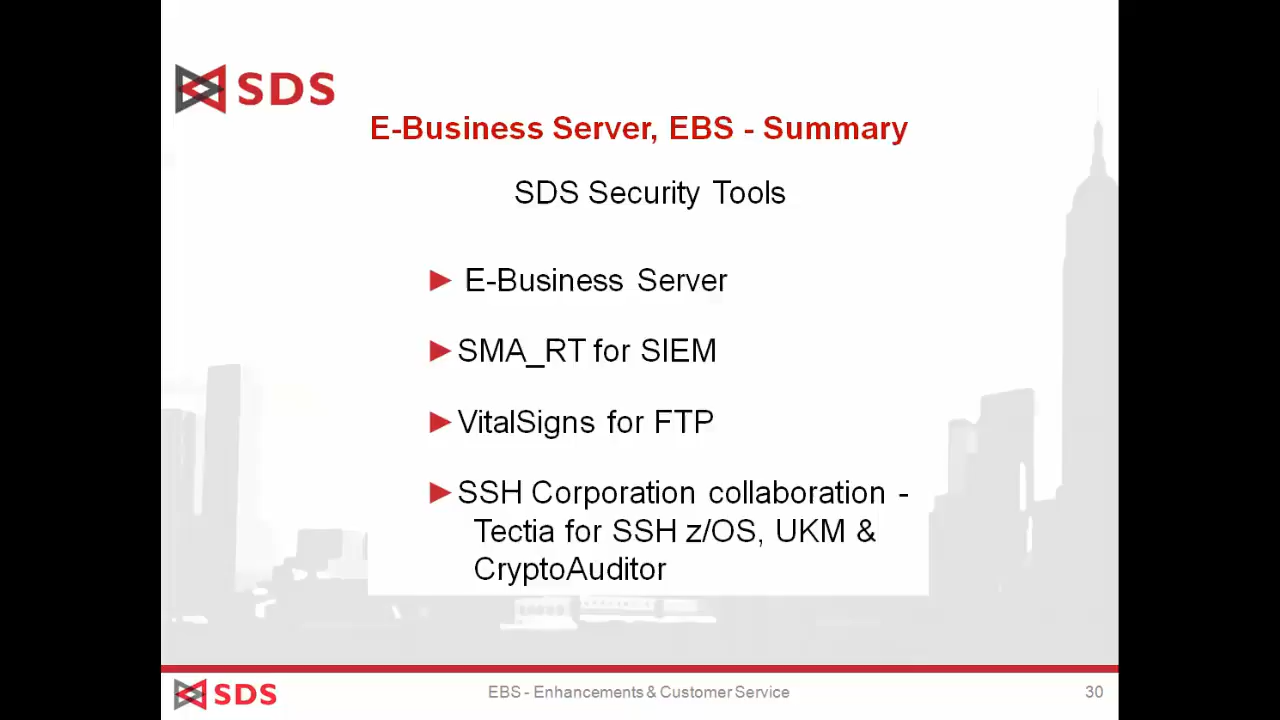 SDS
E-Business Server, EBS - Summary
SDS Security Tools
► E-Business Server
►SMA_RT for SIEM
►VitalSigns for FTP
►SSH Corporation collaboration -
Tectia for SSH z/OS, UKM &
CryptoAuditor
SDS
EBS - Enhancements & Customer Service
30